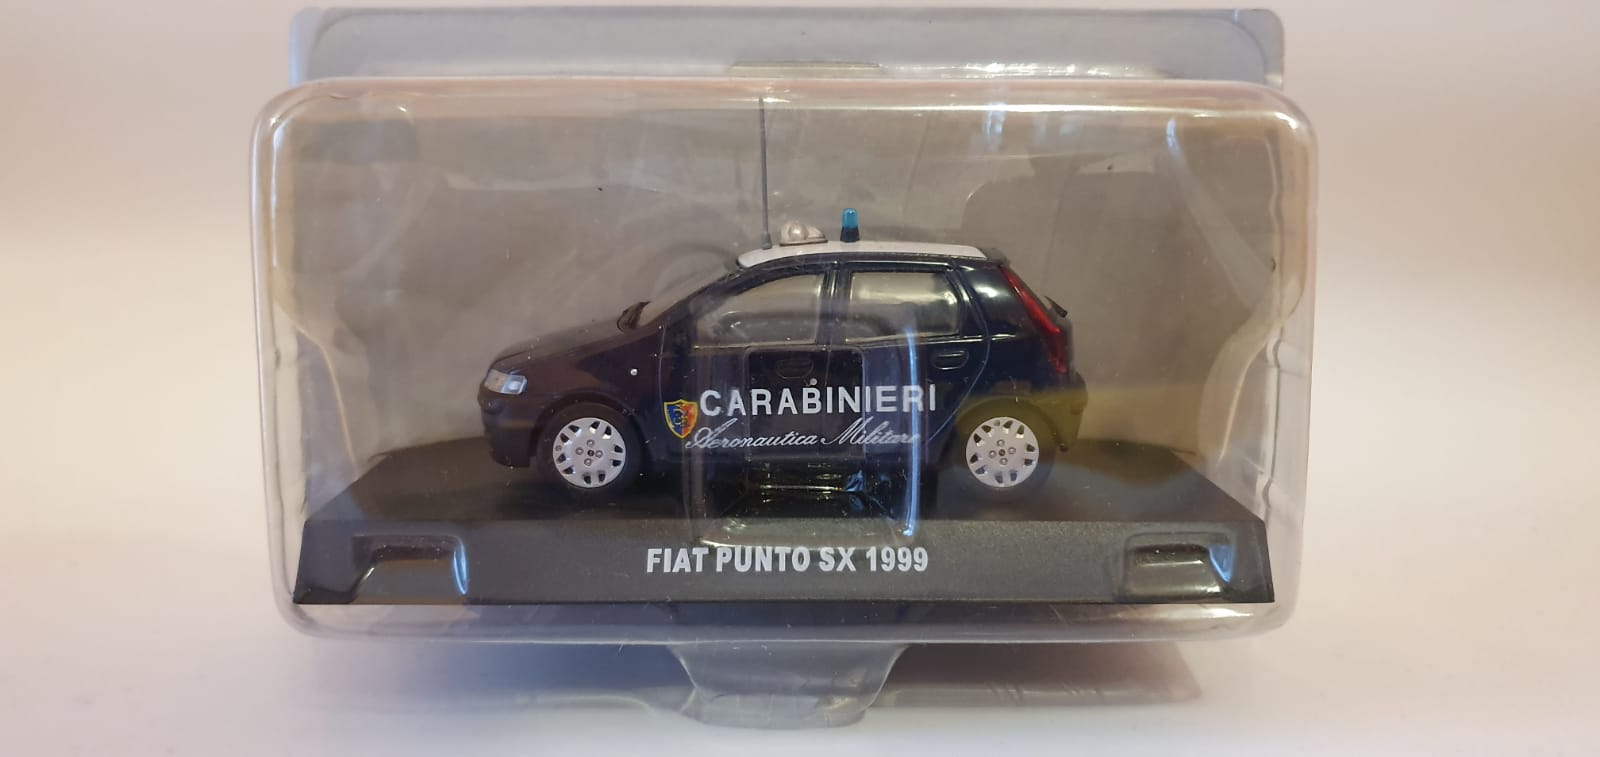 CARABINIERI
Aeronautica Militare
FIAT PUNTO SX 1999